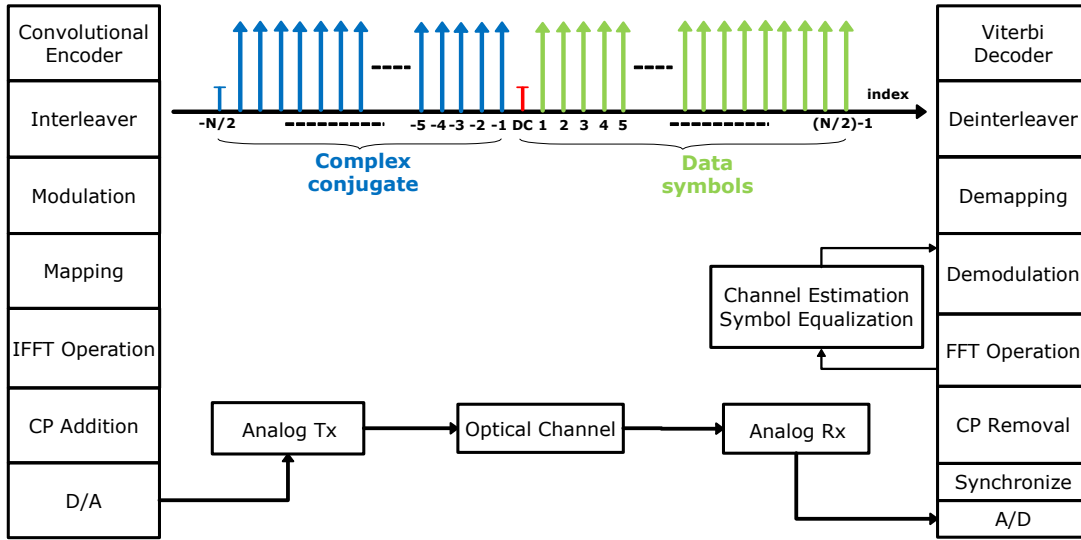 Convolutional
Encoder
Interleaver
Modulation
Mapping
IFFT Operation
CP Addition
D/A
index
-N/2
-5 -4 -3 -2 -1 DC 1 2 3 4 5
(N/2)-1
Complex
conjugate
Data
symbols
Channel Estimation
Symbol Equalization
Analog Tx
Optical Channel
Analog Rx
Viterbi
Decoder
Deinterleaver
Demapping
Demodulation
FFT Operation
CP Removal
Synchronize
A/D